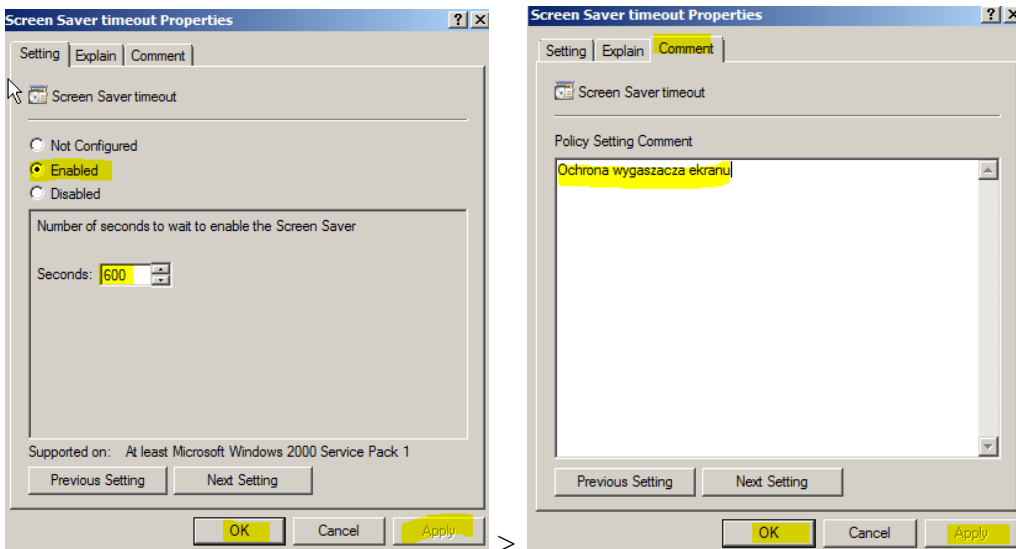 Screen Saver timeout Properties
Setting Explain Comment
Screen Saver timeout
Not Configured
Enabled
Disabled
Number of seconds to wait to enable the Screen Saver
Seconds: 600
Supported on: At least Microsoft Windows 2000 Service Pack 1
Previous Setting Next Setting
OK Cancel Apply
>
Screen Saver timeout Properties
Setting Explain Comment
Screen Saver timeout
Policy Setting Comment
Ochrona wygaszacza ekranu
Previous Setting Next Setting
OK Cancel Apply